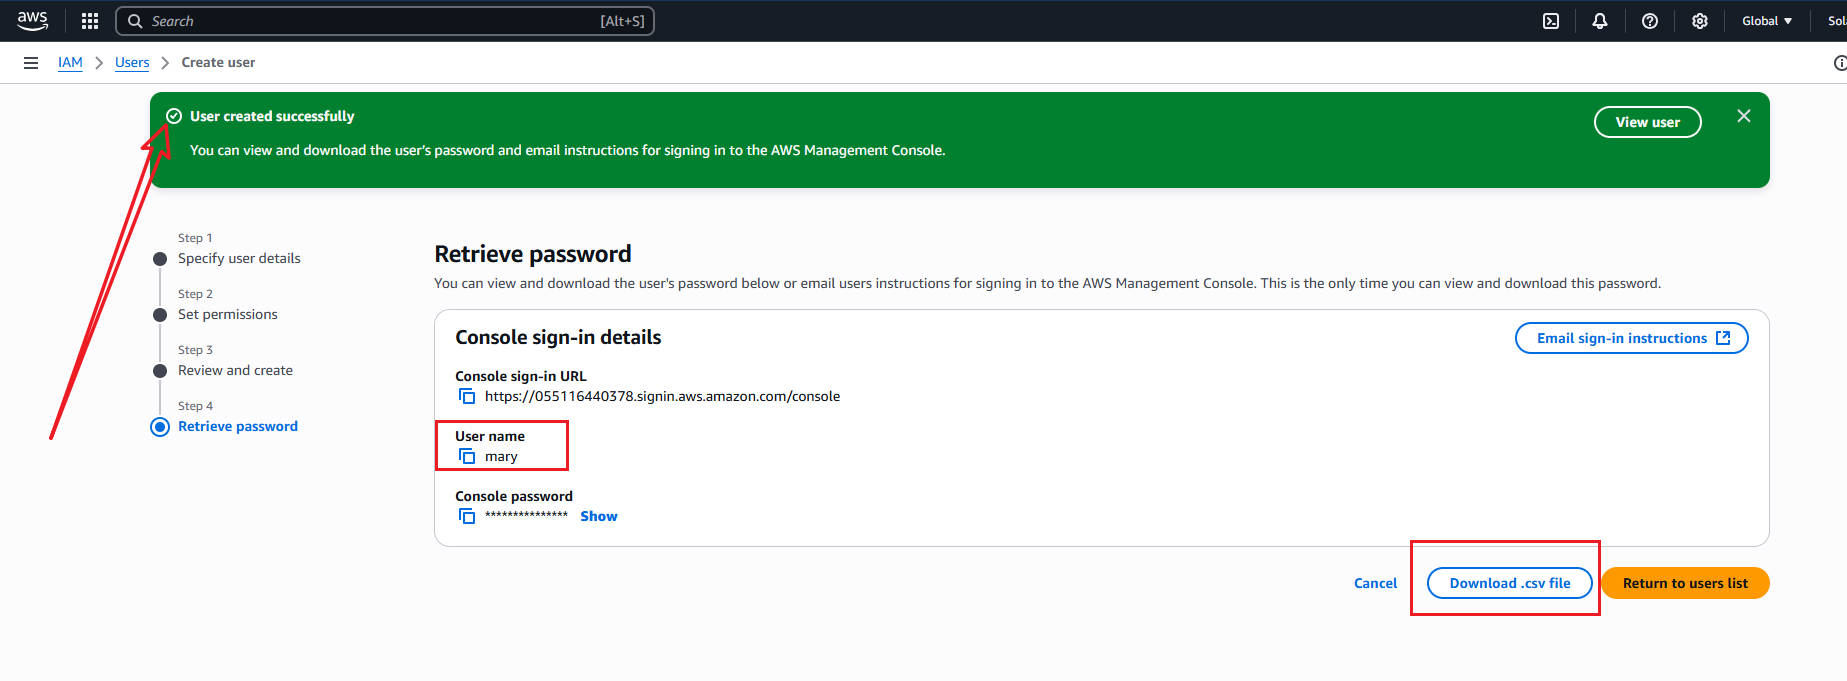 aws
Search
[Alt+S]
Global
IAM
Users
Create user
User created successfully
View user
You can view and download the user's password and email instructions for signing in to the AWS Management Console.
Step 1
Specify user details
Step 2
Set permissions
Step 3
Review and create
Step 4
Retrieve password
Retrieve password
You can view and download the user's password below or email users instructions for signing in to the AWS Management Console. This is the only time you can view and download this password.
Console sign-in details
Email sign-in instructions
Console sign-in URL
https://055116440378.signin.aws.amazon.com/console
User name
mary
Console password
*************** Show
Cancel
Download .csv file
Return to users list